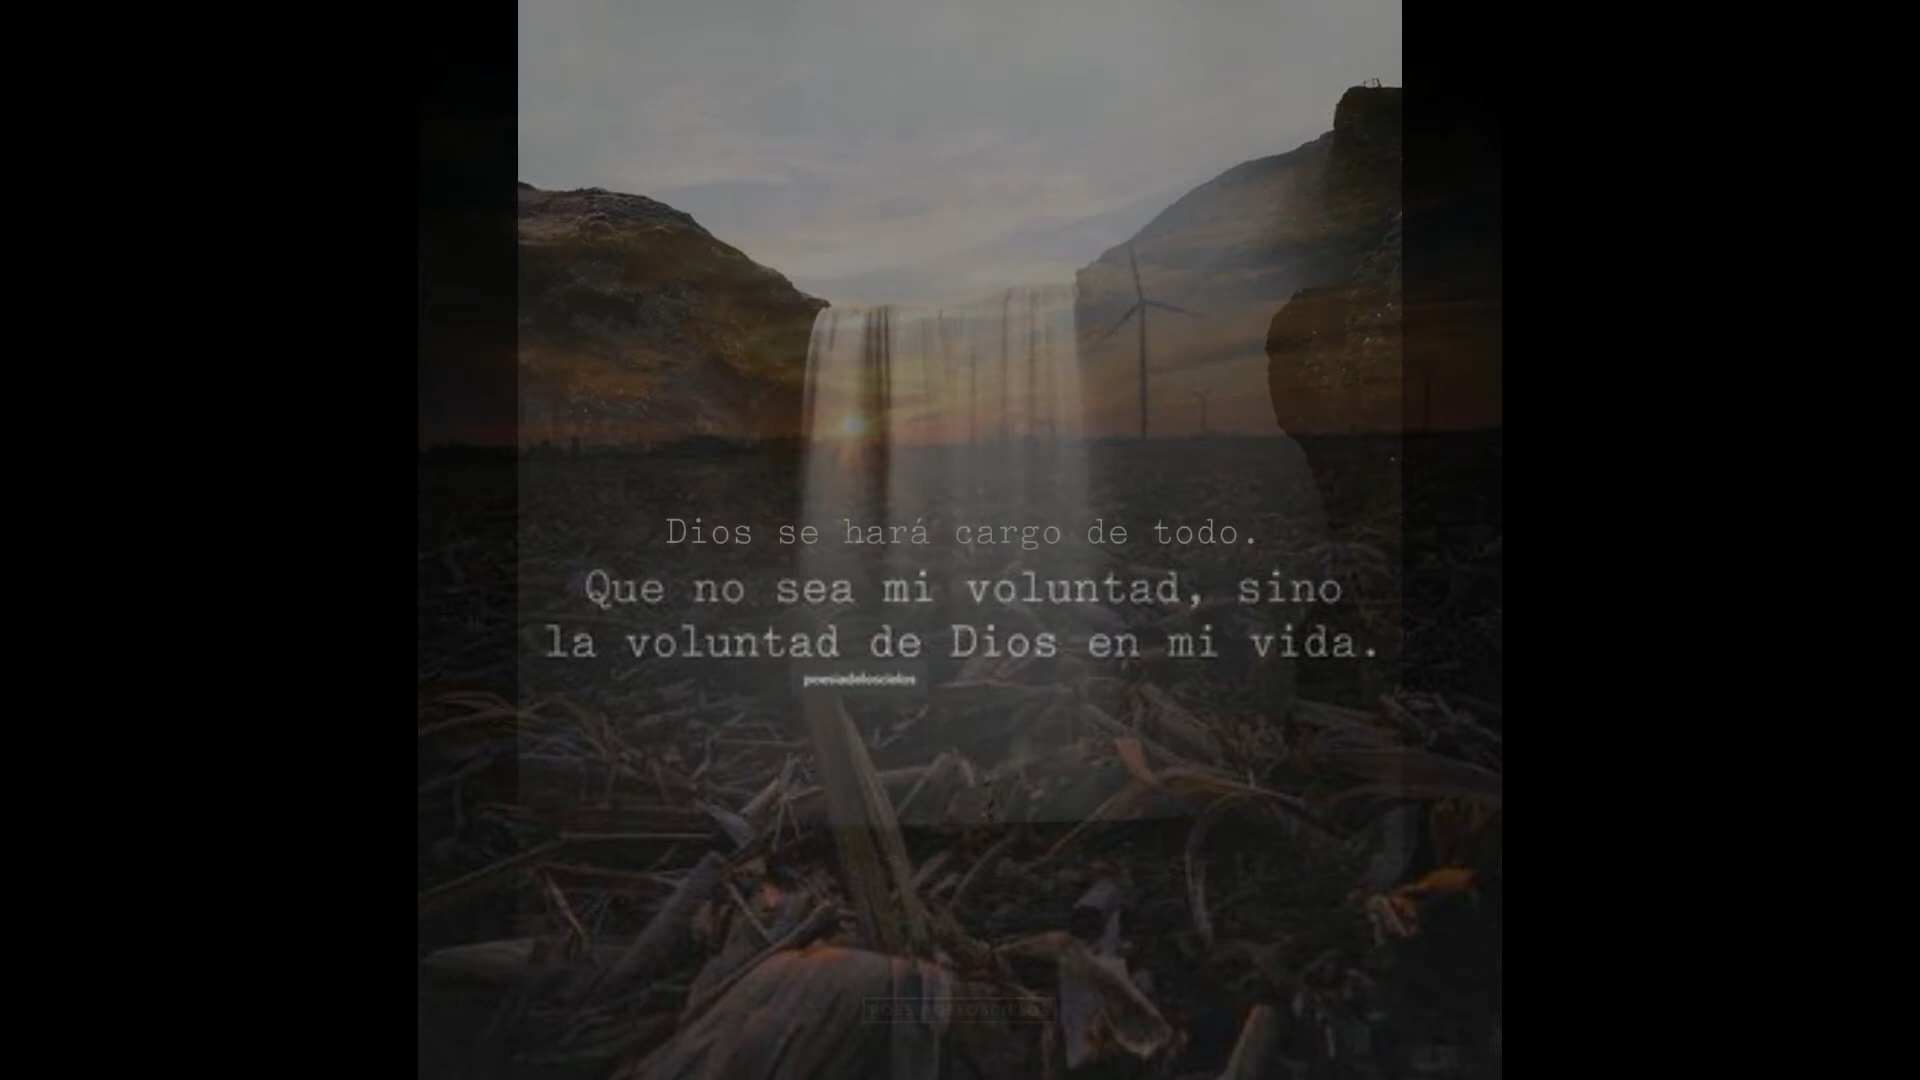 Dios se hará cargo de todo.
Que no sea mi voluntad, sino
la voluntad de Dios en mi vida.
poesiadeloscielos
POESIADELOSCIELOS